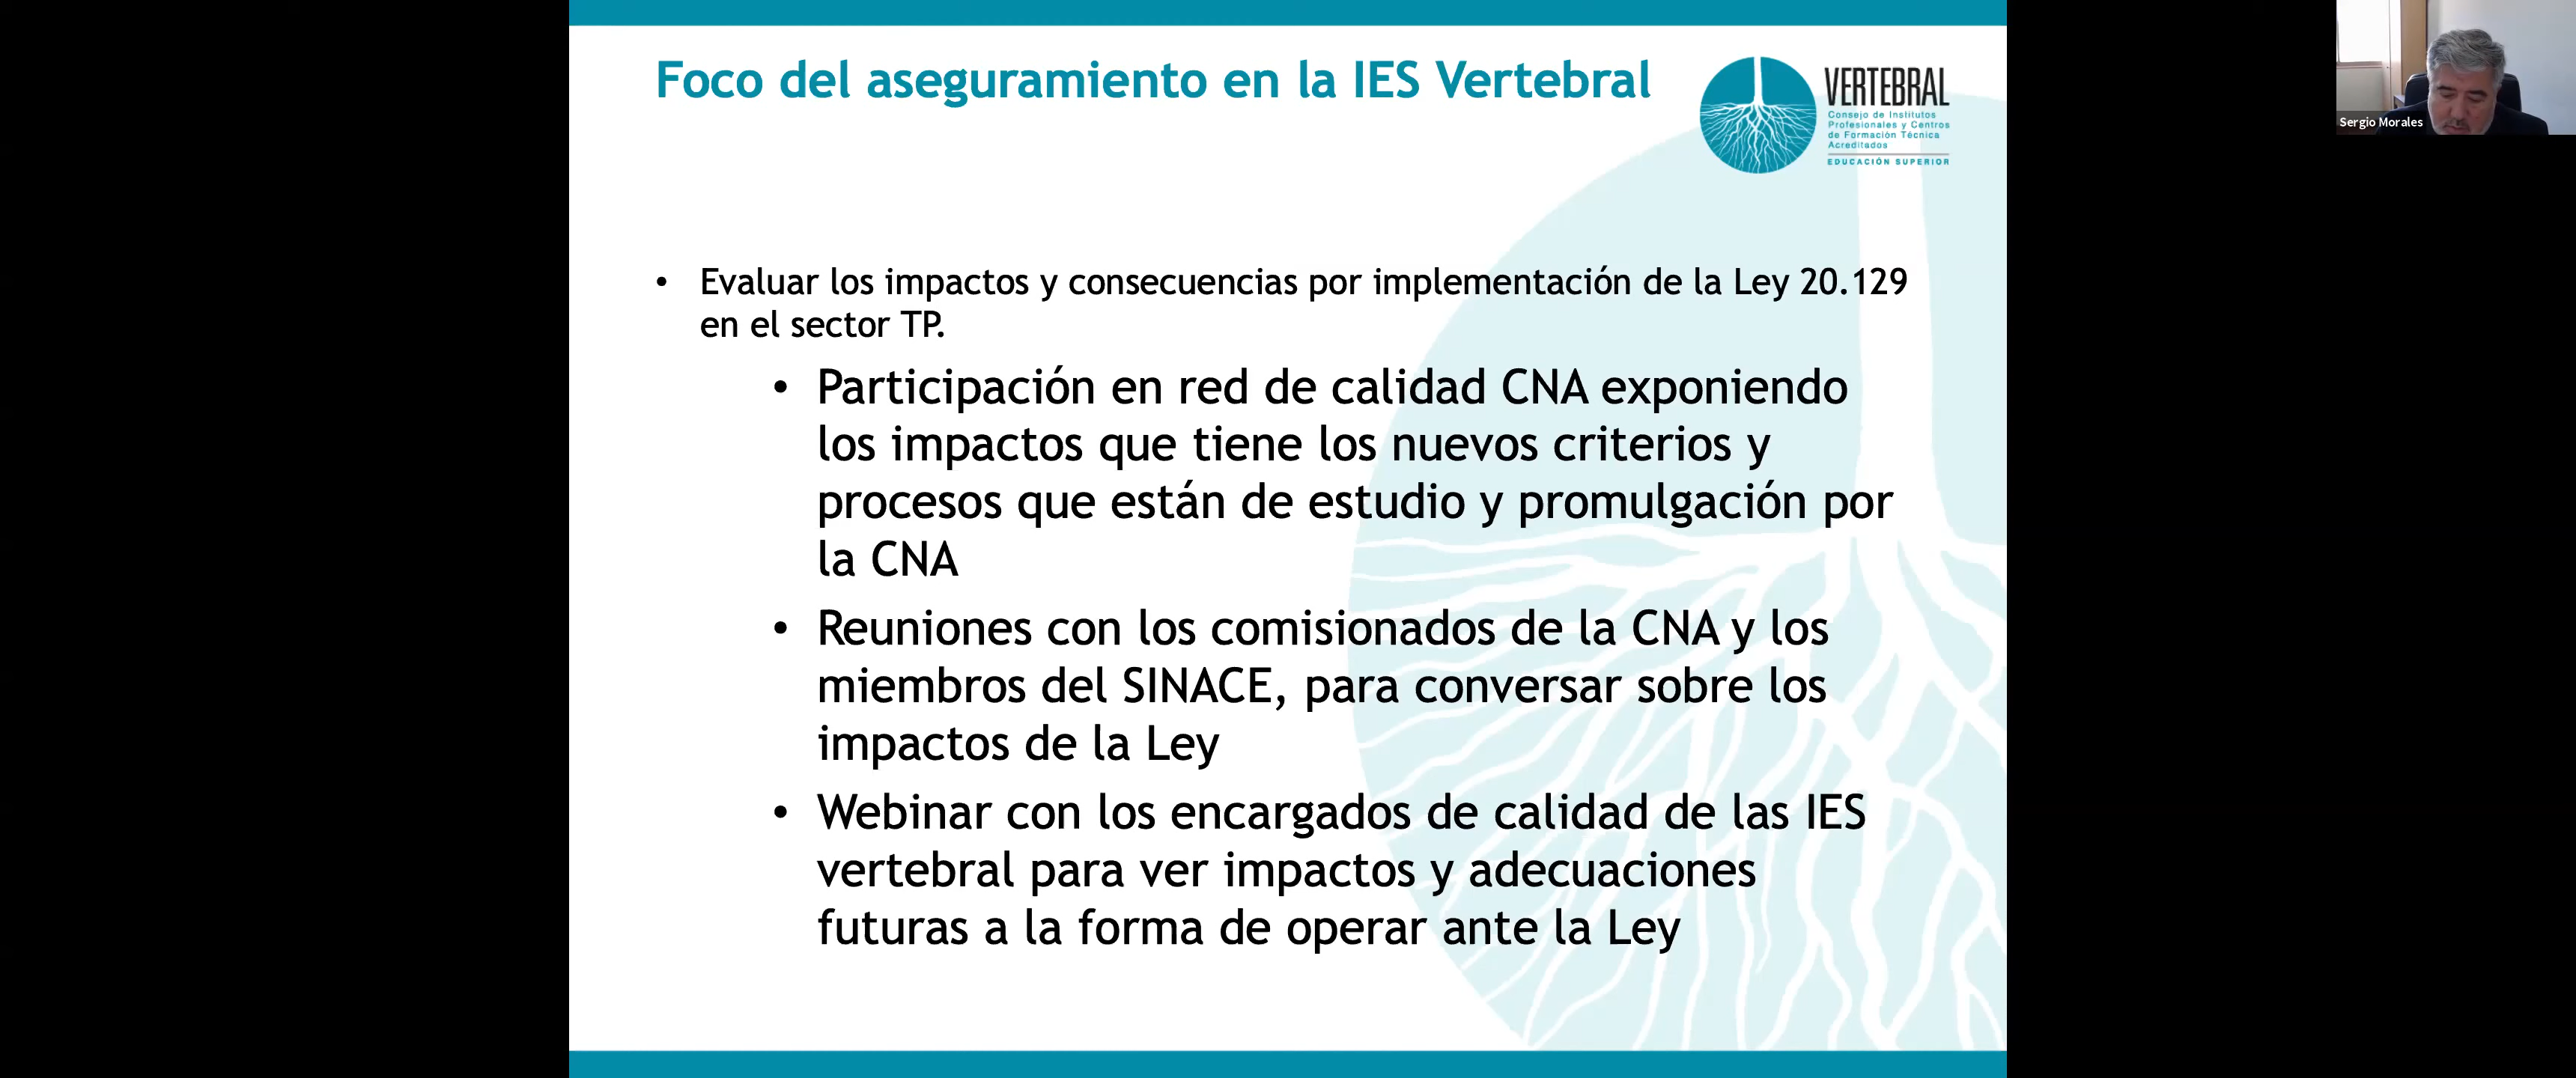 Foco del aseguramiento en la IES Vertebral
VERTEBRAL
Consejo de Institutos
Profesionales y Centros
de Formación Técnica
Acreditados
EDUCACIÓN SUPERIOR
Sergio Morales
• Evaluar los impactos y consecuencias por implementación de la Ley 20.129
en el sector TP.
• Participación en red de calidad CNA exponiendo
los impactos que tiene los nuevos criterios y
procesos que están de estudio y promulgación por
la CNA
• Reuniones con los comisionados de la CNA y los
miembros del SINACE, para conversar sobre los
impactos de la Ley
• Webinar con los encargados de calidad de las IES
vertebral para ver impactos y adecuaciones
futuras a la forma de operar ante la Ley